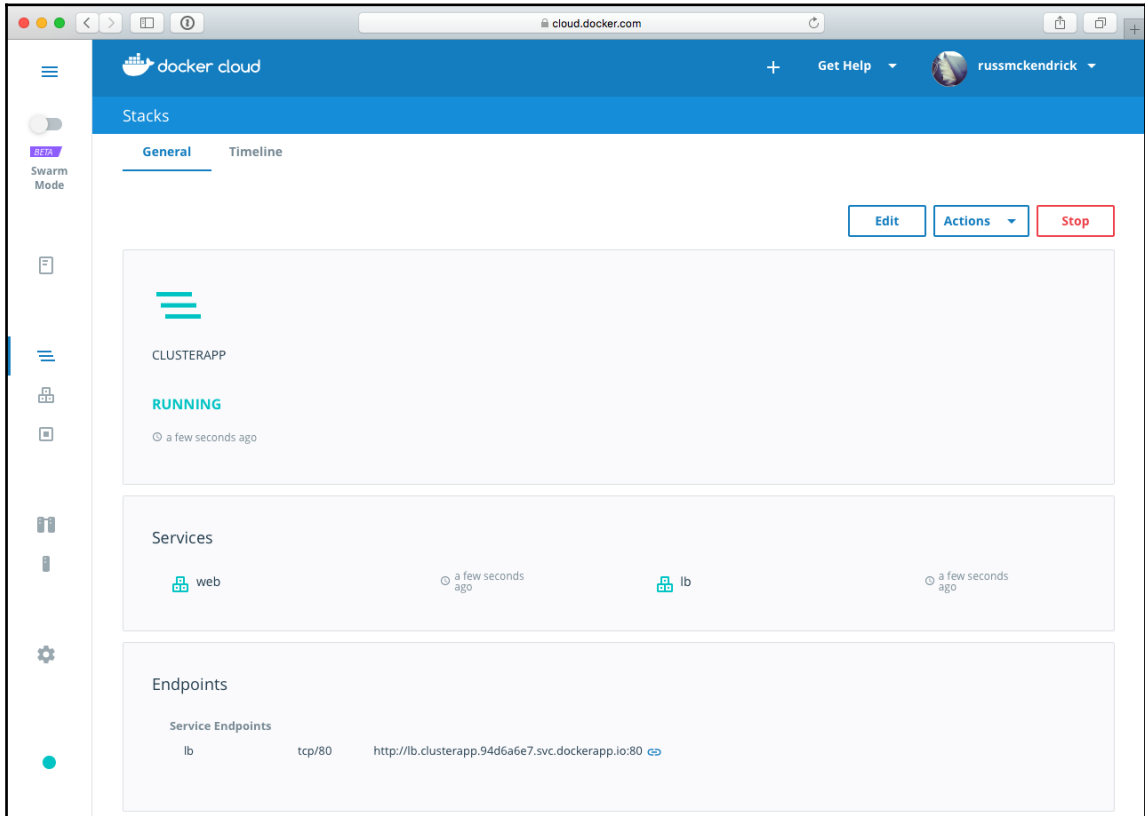 cloud.docker.com
docker cloud
+ Get Help russmckendrick
Stacks
BETA
Swarm
Mode
General Timeline
Edit Actions Stop
CLUSTERAPP
RUNNING
a few seconds ago
Services
web a few seconds ago lb a few seconds ago
Endpoints
Service Endpoints
lb tcp/80 http://lb.clusterapp.94d6a6e7.svc.dockerapp.io:80